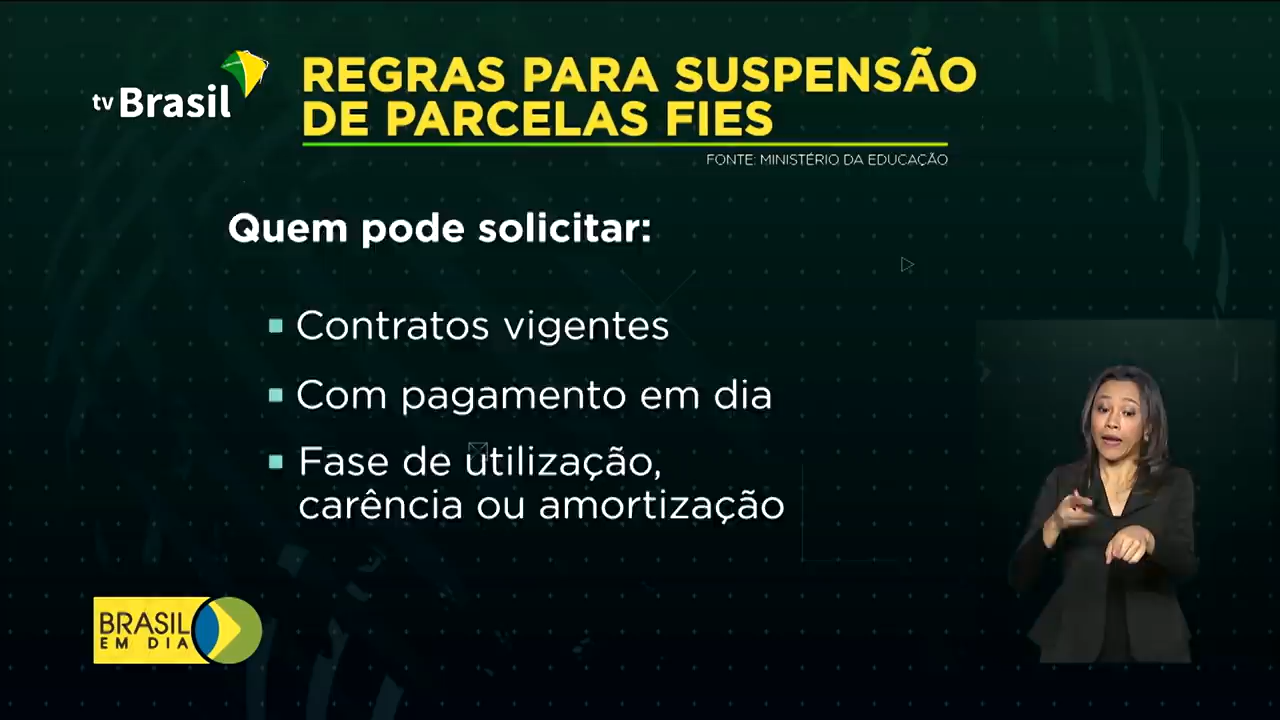 tv Brasil
REGRAS PARA SUSPENSÃO
DE PARCELAS FIES
FONTE: MINISTÉRIO DA EDUCAÇÃO
Quem pode solicitar:
Contratos vigentes
Com pagamento em dia
Fase de utilização,
carência ou amortização
BRASIL
EM DIA